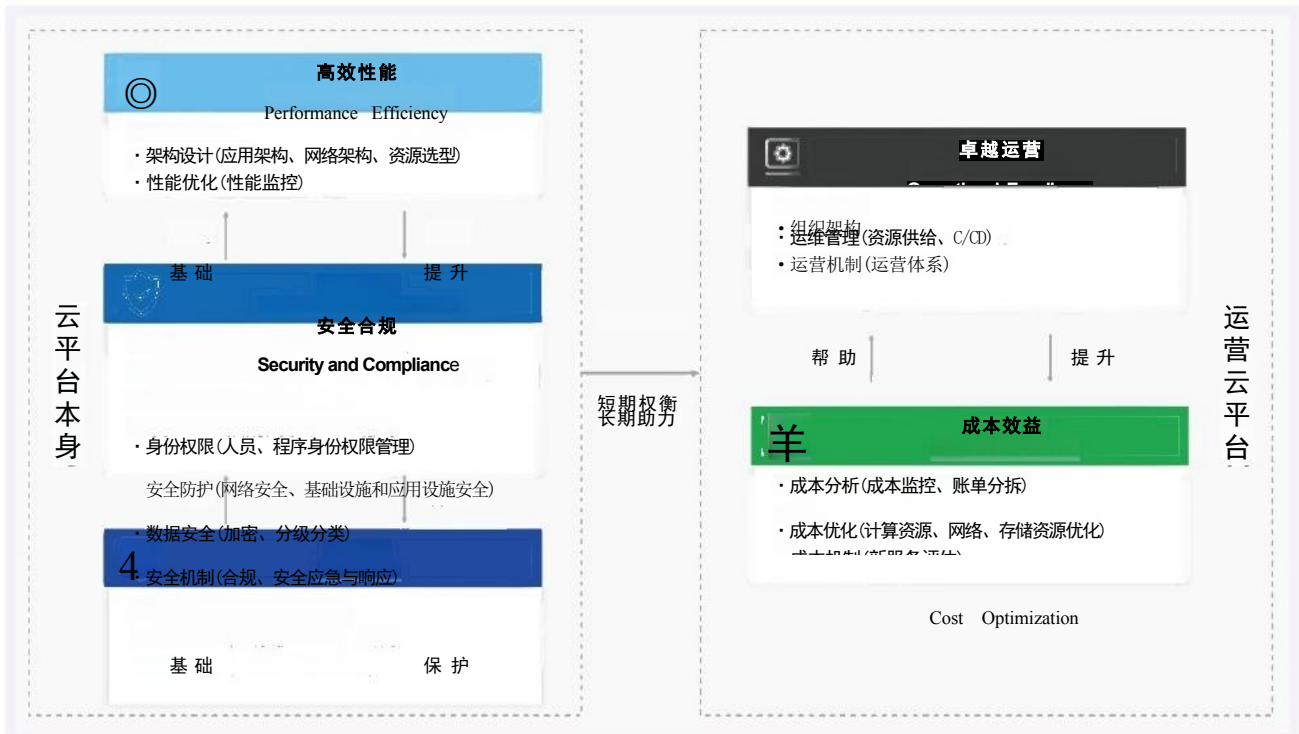 高效性能
Performance Efficiency
·架构设计(应用架构、网络架构、资源选型)
·性能优化(性能监控)
基 础
提 升
安全合规
Security and Compliance
·身份权限(人员、程序身份权限管理)
安全防护(网络安全、基础设施和应用设施安全)
·数据安全(加密、分级分类)
4
·安全机制(合规、安全应急与响应)
基 础
保 护
云平台本身
短期权衡
长期助力
卓越运营
•组织架构
•运维管理(资源供给、C/CD)
•运营机制(运营体系)
帮 助
提 升
羊
成本效益
·成本分析(成本监控、账单分拆)
·成本优化(计算资源、网络、存储资源优化)
Cost Optimization
运营云平台